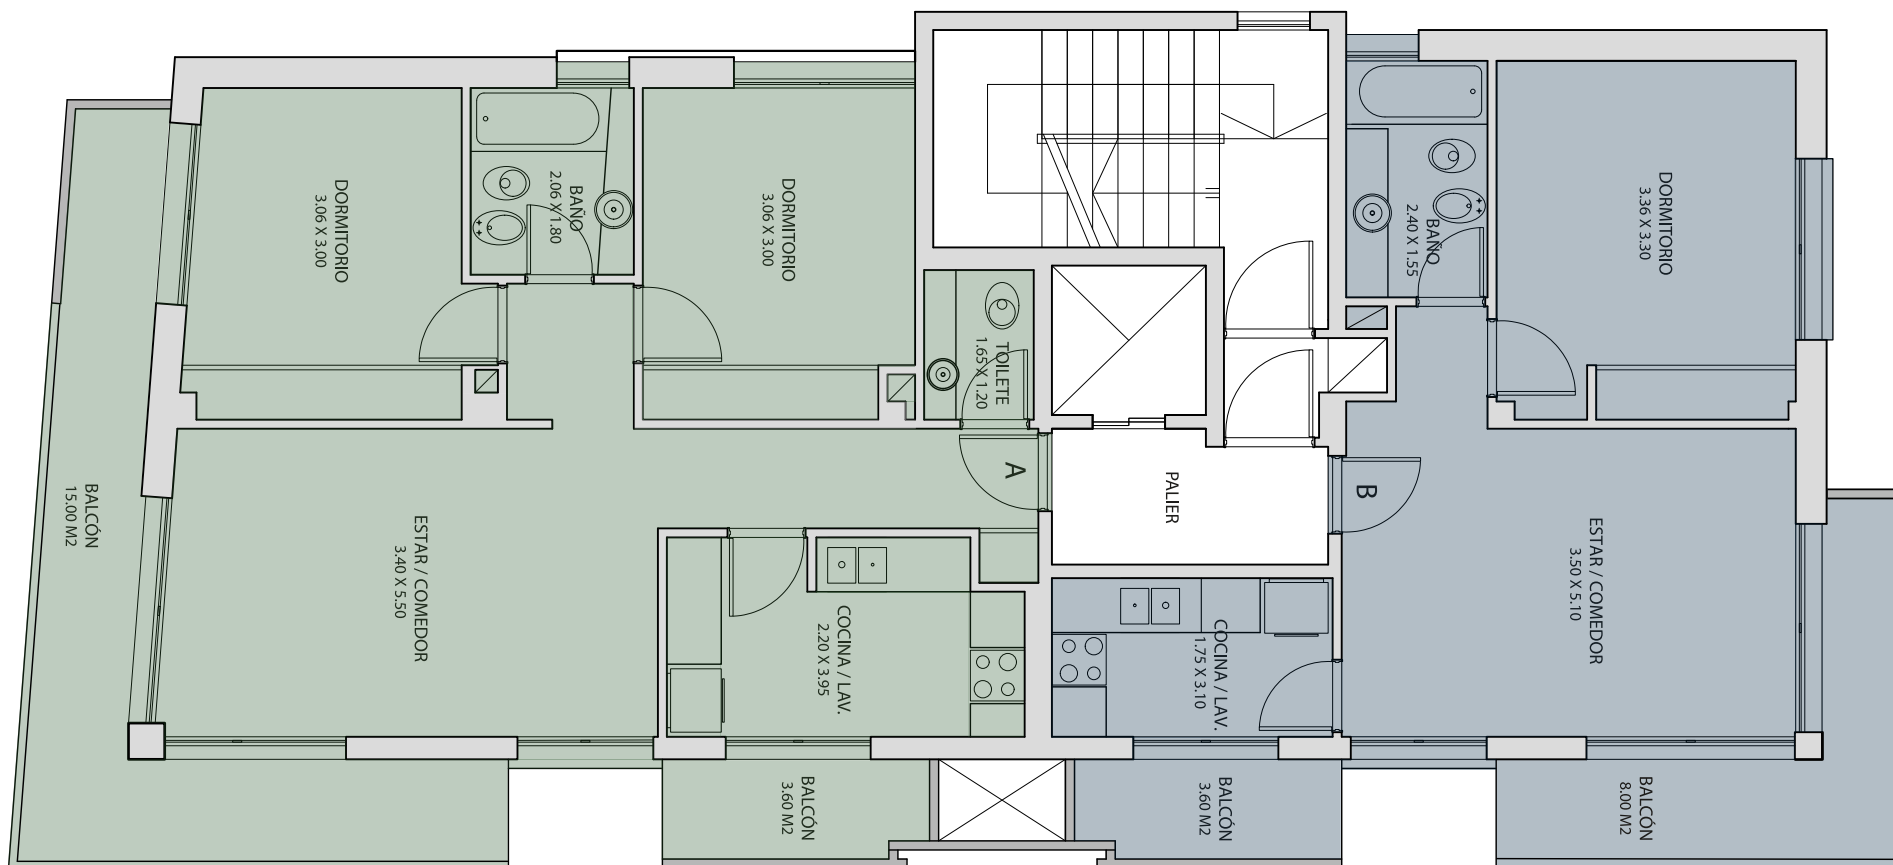 DORMITORIO
3.06 X 3.00
BAÑO
2.06 X 1.80
DORMITORIO
3.06 X 3.00
TOILETE
1.65 X 1.20
BAÑO
2.40 X 1.55
DORMITORIO
3.36 X 3.30
BALCÓN
15.00 M2
ESTAR / COMEDOR
3.40 X 5.50
A
PALIER
B
ESTAR / COMEDOR
3.50 X 5.10
COCINA / LAV.
2.20 X 3.95
COCINA / LAV.
1.75 X 3.10
BALCÓN
3.60 M2
BALCÓN
3.60 M2
BALCÓN
8.00 M2